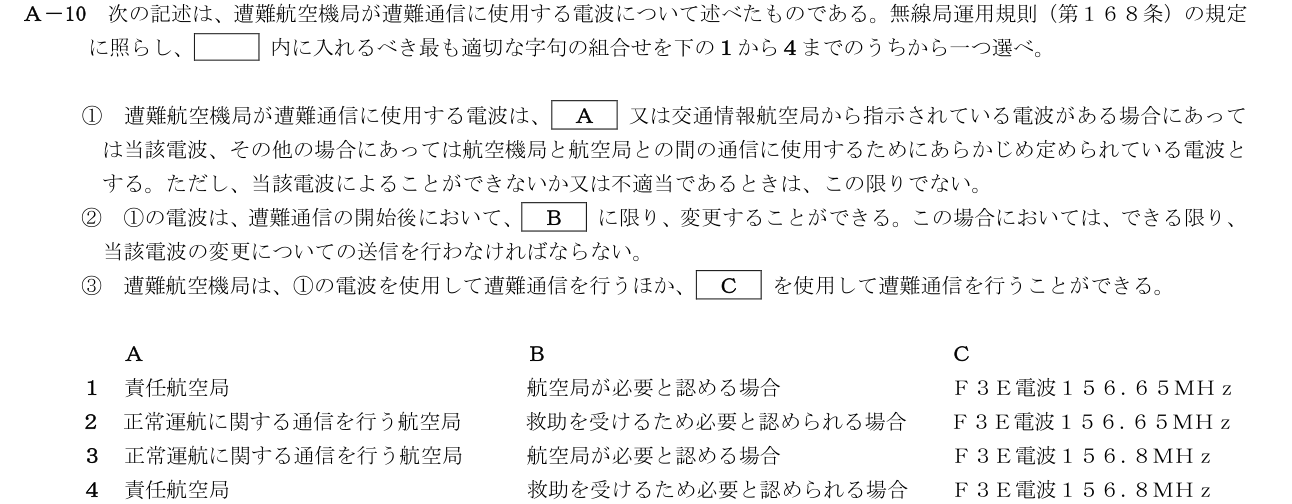 A－10　次の記述は、遭難航空機局が遭難通信に使用する電波について述べたものである。無線局運用規則（第１６８条）の規定
に照らし、　　　内に入れるべき最も適切な字句の組合せを下の１から４までのうちから一つ選べ。
①　遭難航空機局が遭難通信に使用する電波は、 A 又は交通情報航空局から指示されている電波がある場合にあって
は当該電波、その他の場合にあっては航空機局と航空局との間の通信に使用するためにあらかじめ定められている電波と
する。ただし、当該電波によることができないか又は不適当であるときは、この限りでない。
②　①の電波は、遭難通信の開始後において、 B に限り、変更することができる。この場合においては、できる限り、
当該電波の変更についての送信を行わなければならない。
③　遭難航空機局は、①の電波を使用して遭難通信を行うほか、 C を使用して遭難通信を行うことができる。
A　B　C
1　責任航空局　航空局が必要と認める場合　Ｆ３Ｅ電波１５６．６５ＭＨｚ
2　正常運航に関する通信を行う航空局　救助を受けるため必要と認められる場合　Ｆ３Ｅ電波１５６．６５ＭＨｚ
3　正常運航に関する通信を行う航空局　航空局が必要と認める場合　Ｆ３Ｅ電波１５６．８ＭＨｚ
4　責任航空局　救助を受けるため必要と認められる場合　Ｆ３Ｅ電波１５６．８ＭＨｚ